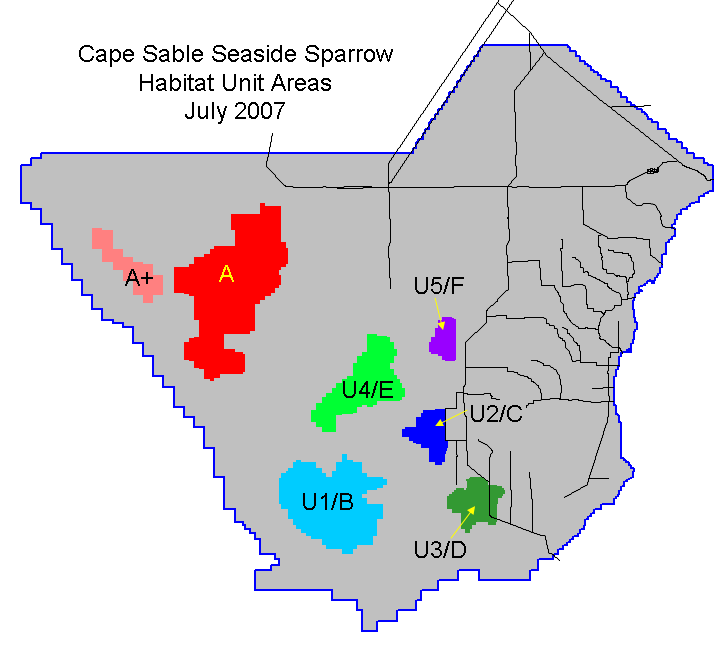 Cape Sable Seaside Sparrow
Habitat Unit Areas
July 2007
A+
A
U5/F
U4/E
U2/C
U1/B
U3/D